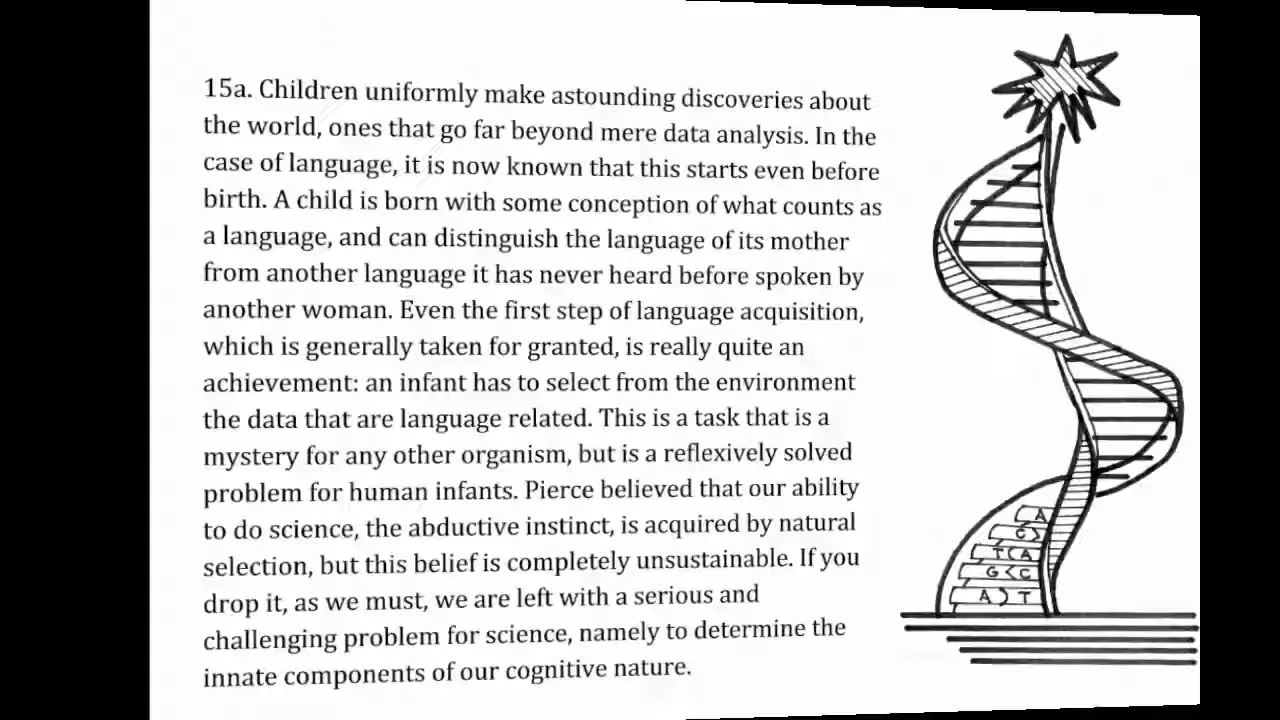 15a. Children uniformly make astounding discoveries about
the world, ones that go far beyond mere data analysis. In the
case of language, it is now known that this starts even before
birth. A child is born with some conception of what counts as
a language, and can distinguish the language of its mother
from another language it has never heard before spoken by
another woman. Even the first step of language acquisition,
which is generally taken for granted, is really quite an
achievement: an infant has to select from the environment
the data that are language related. This is a task that is a
mystery for any other organism, but is a reflexively solved
problem for human infants. Pierce believed that our ability
to do science, the abductive instinct, is acquired by natural
selection, but this belief is completely unsustainable. If you
drop it, as we must, we are left with a serious and
challenging problem for science, namely to determine the
innate components of our cognitive nature.
A
C
T A
G C
A T